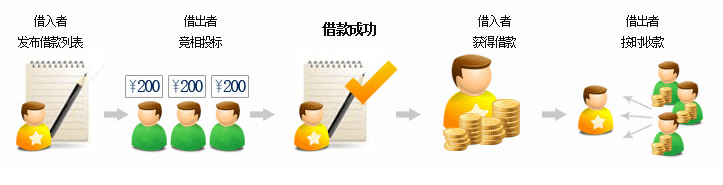 借入者
发布借款列表
借出者
竞相投标
借款成功
借入者
获得借款
借出者
按时收款
¥200
¥200
¥200